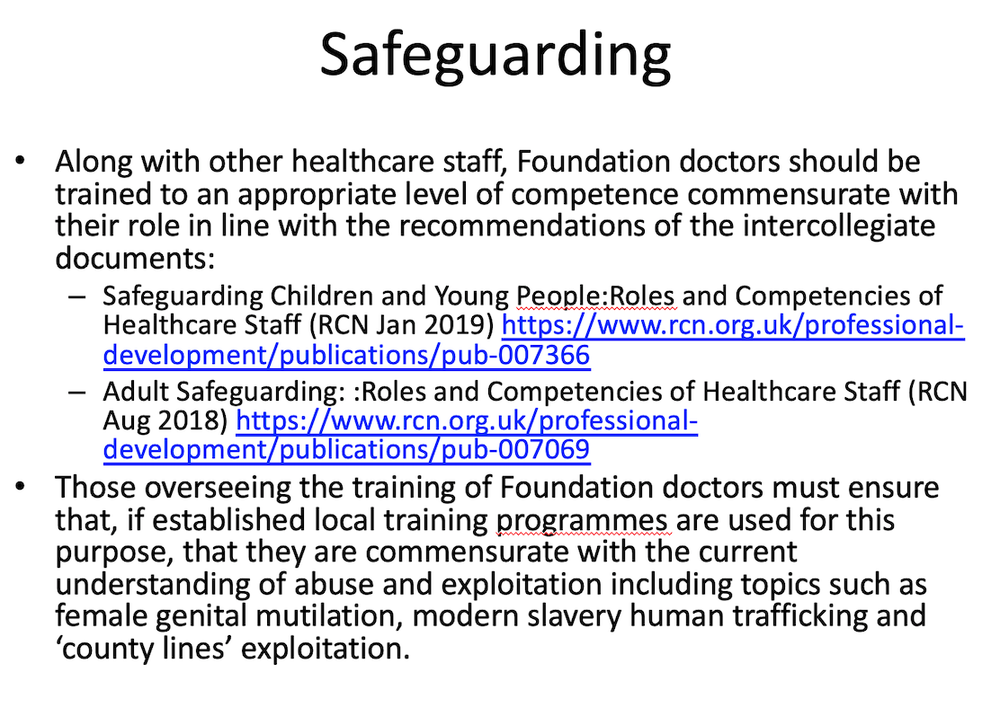 Safeguarding
• Along with other healthcare staff, Foundation doctors should be
trained to an appropriate level of competence commensurate with
their role in line with the recommendations of the intercollegiate
documents:
– Safeguarding Children and Young People:Roles and Competencies of
Healthcare Staff (RCN Jan 2019) https://www.rcn.org.uk/professional-
development/publications/pub-007366
– Adult Safeguarding: :Roles and Competencies of Healthcare Staff (RCN
Aug 2018) https://www.rcn.org.uk/professional-
development/publications/pub-007069
• Those overseeing the training of Foundation doctors must ensure
that, if established local training programmes are used for this
purpose, that they are commensurate with the current
understanding of abuse and exploitation including topics such as
female genital mutilation, modern slavery human trafficking and
‘county lines’ exploitation.